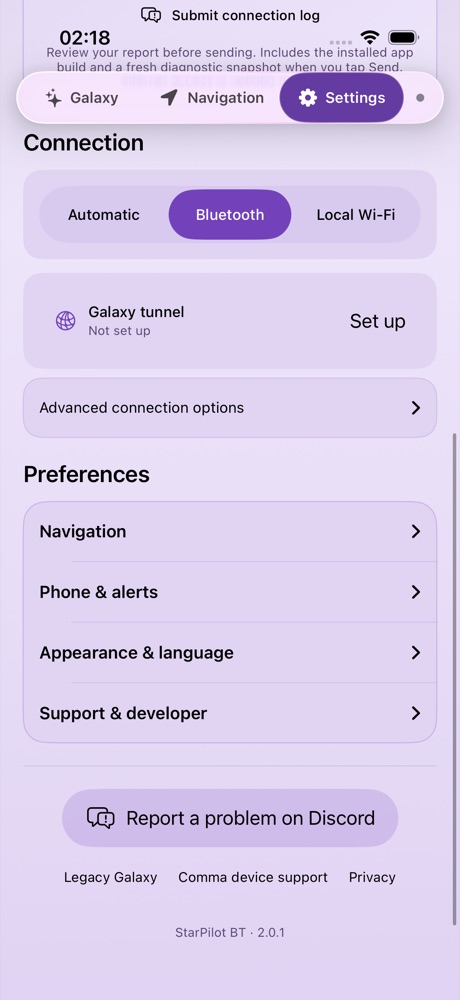 Submit connection log
02:18
Review your report before sending. Includes the installed app
build and a fresh diagnostic snapshot when you tap Send.
Galaxy
Navigation
Settings
Connection
Automatic
Bluetooth
Local Wi-Fi
Galaxy tunnel
Not set up
Set up
Advanced connection options
Preferences
Navigation
Phone & alerts
Appearance & language
Support & developer
Report a problem on Discord
Legacy Galaxy
Comma device support
Privacy
StarPilot BT · 2.0.1